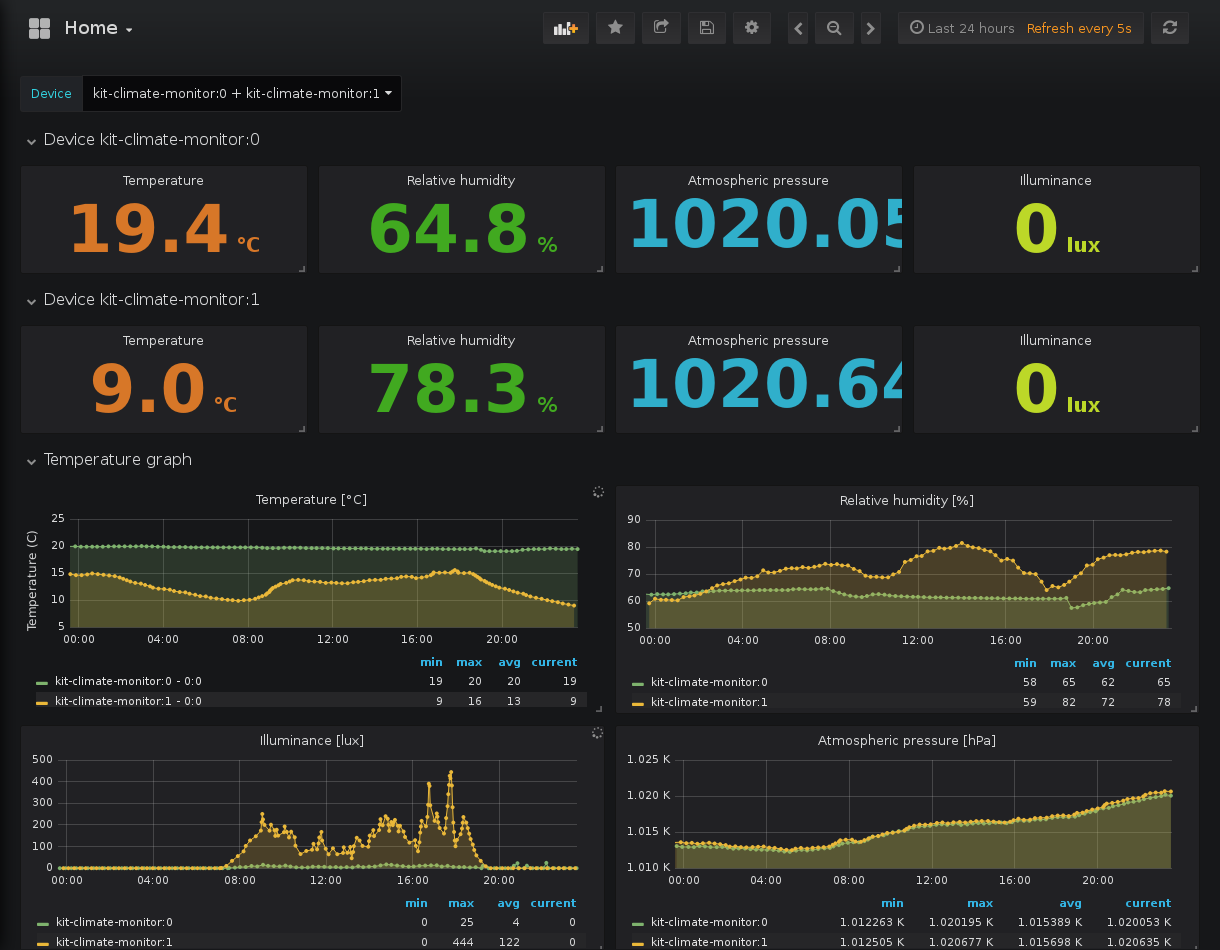 Home
Last 24 hours Refresh every 5s
Device kit-climate-monitor:0 + kit-climate-monitor:1
Device kit-climate-monitor:0
Temperature Relative humidity Atmospheric pressure Illuminance
19.4 °C 64.8 % 1020.05 0 lux
Device kit-climate-monitor:1
Temperature Relative humidity Atmospheric pressure Illuminance
9.0 °C 78.3 % 1020.64 0 lux
Temperature graph
Temperature [°C]
Temperature (C)
25
20
15
10
5
00:00 04:00 08:00 12:00 16:00 20:00
min max avg current
kit-climate-monitor:0 - 0:0 19 20 20 19
kit-climate-monitor:1 - 0:0 9 16 13 9
Relative humidity [%]
90
80
70
60
50
00:00 04:00 08:00 12:00 16:00 20:00
min max avg current
kit-climate-monitor:0 58 65 62 65
kit-climate-monitor:1 59 82 72 78
Illuminance [lux]
500
400
300
200
100
0
00:00 04:00 08:00 12:00 16:00 20:00
min max avg current
kit-climate-monitor:0 0 25 4 0
kit-climate-monitor:1 0 444 122 0
Atmospheric pressure [hPa]
1.025 K
1.020 K
1.015 K
1.010 K
00:00 04:00 08:00 12:00 16:00 20:00
min max avg current
kit-climate-monitor:0 1.012263 K 1.020195 K 1.015389 K 1.020053 K
kit-climate-monitor:1 1.012505 K 1.020677 K 1.015698 K 1.020635 K